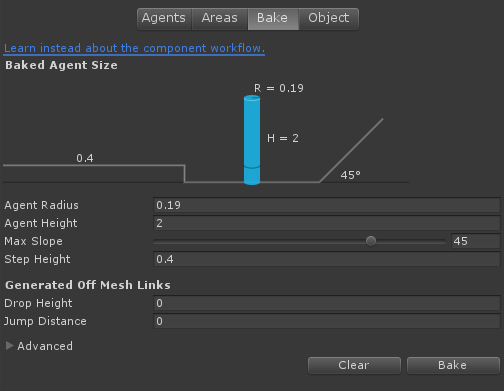 Agents Areas Bake Object
Learn instead about the component workflow.
Baked Agent Size
R = 0.19
H = 2
0.4
45°
Agent Radius 0.19
Agent Height 2
Max Slope 45
Step Height 0.4
Generated Off Mesh Links
Drop Height 0
Jump Distance 0
Advanced
Clear Bake